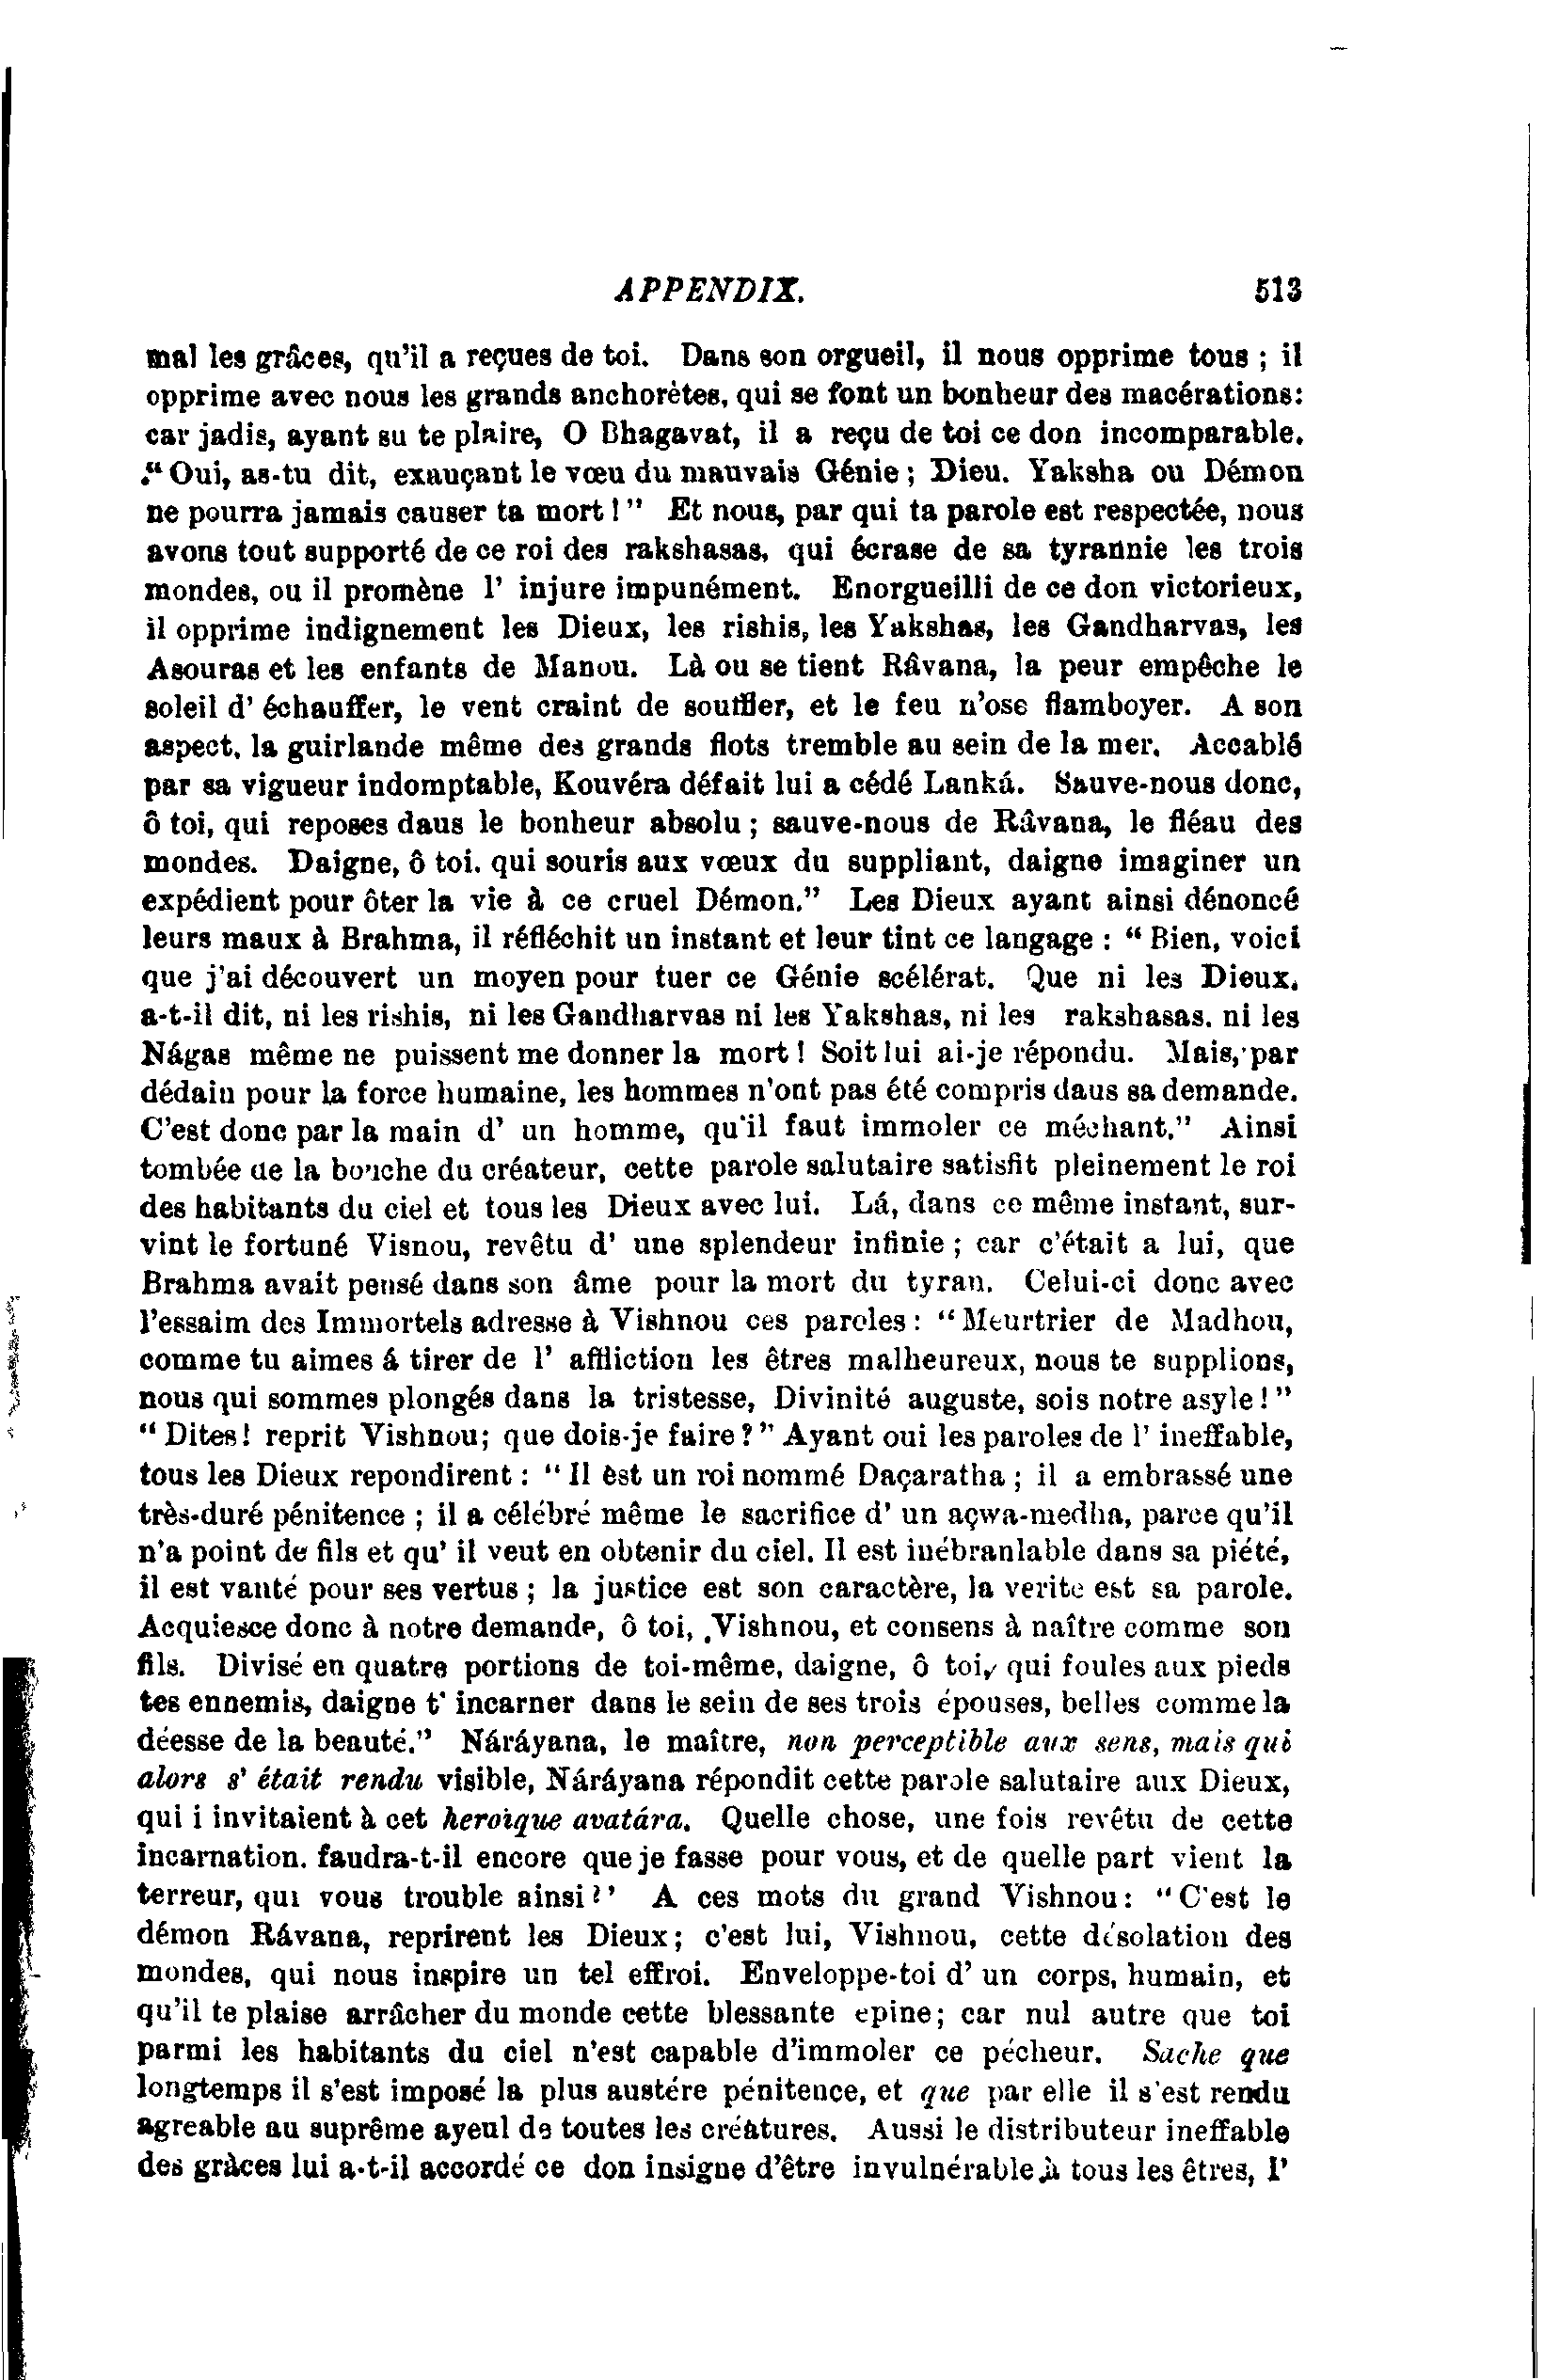 APPENDIX. 513
mal les grâces, qu'il a reçues de toi. Dans son orgueil, il nous opprime tous ; il
opprime avec nous les grands anchorètes, qui se font un bonheur des macérations:
car jadis, ayant su te plaire, O Bhagavat, il a reçu de toi ce don incomparable.
“Oui, as-tu dit, exauçant le vœu du mauvais Génie ; Dieu. Yaksha ou Démon
ne pourra jamais causer ta mort !” Et nous, par qui ta parole est respectée, nous
avons tout supporté de ce roi des rakshasas, qui écrase de sa tyrannie les trois
mondes, ou il promène l' injure impunément. Enorgueilli de ce don victorieux,
il opprime indignement les Dieux, les rishis, les Yakshas, les Gandharvas, les
Asouras et les enfants de Manou. Là ou se tient Râvana, la peur empêche le
soleil d' échauffer, le vent craint de souffler, et le feu n'ose flamboyer. A son
aspect, la guirlande même des grands flots tremble au sein de la mer. Accablé
par sa vigueur indomptable, Kouvéra défait lui a cédé Lanká. Sauve-nous donc,
ô toi, qui reposes daus le bonheur absolu ; sauve-nous de Râvana, le fléau des
mondes. Daigne, ô toi. qui souris aux vœux du suppliant, daigne imaginer un
expédient pour ôter la vie à ce cruel Démon.” Les Dieux ayant ainsi dénoncé
leurs maux à Brahma, il réfléchit un instant et leur tint ce langage : “Bien, voici
que j'ai découvert un moyen pour tuer ce Génie scélérat. Que ni les Dieux,
a-t-il dit, ni les rishis, ni les Gandharvas ni les Yakshas, ni les rakshasas. ni les
Nágas même ne puissent me donner la mort ! Soit lui ai-je répondu. Mais, par
dédain pour la force humaine, les hommes n'ont pas été compris daus sa demande.
C'est donc par la main d' un homme, qu'il faut immoler ce méchant.” Ainsi
tombée de la bouche du créateur, cette parole salutaire satisfit pleinement le roi
des habitants du ciel et tous les Dieux avec lui. Lá, dans ce même instant, sur-
vint le fortuné Visnou, revêtu d' une splendeur infinie ; car c'était a lui, que
Brahma avait pensé dans son âme pour la mort du tyran. Celui-ci donc avec
l'essaim des Immortels adresse à Vishnou ces paroles : “Meurtrier de Madhou,
comme tu aimes á tirer de l' affliction les êtres malheureux, nous te supplions,
nous qui sommes plongés dans la tristesse, Divinité auguste, sois notre asyle !”
“Dites! reprit Vishnou; que dois-je faire ?” Ayant oui les paroles de l' ineffable,
tous les Dieux repondirent : “Il est un roi nommé Daçaratha ; il a embrassé une
très-duré pénitence ; il a célébré même le sacrifice d' un açwa-medha, parce qu'il
n'a point de fils et qu' il veut en obtenir du ciel. Il est inébranlable dans sa piété,
il est vanté pour ses vertus ; la justice est son caractère, la verite est sa parole.
Acquiesce donc à notre demande, ô toi, Vishnou, et consens à naître comme son
fils. Divisé en quatre portions de toi-même, daigne, ô toi, qui foules aux pieds
tes ennemis, daigne t' incarner dans le sein de ses trois épouses, belles comme la
déesse de la beauté.” Náráyana, le maître, non perceptible aux sens, mais qui
alors s' était rendu visible, Náráyana répondit cette parole salutaire aux Dieux,
qui i invitaient à cet heroïque avatára. Quelle chose, une fois revêtu de cette
incarnation. faudra-t-il encore que je fasse pour vous, et de quelle part vient la
terreur, qui vous trouble ainsi ?' A ces mots du grand Vishnou: “C'est le
démon Rávana, reprirent les Dieux; c'est lui, Vishnou, cette désolation des
mondes, qui nous inspire un tel effroi. Enveloppe-toi d' un corps, humain, et
qu'il te plaise arrâcher du monde cette blessante epine; car nul autre que toi
parmi les habitants du ciel n'est capable d'immoler ce pécheur. Sache que
longtemps il s'est imposé la plus austére pénitence, et que par elle il s'est rendu
agreable au suprême ayeul de toutes les créatures. Aussi le distributeur ineffable
des gràces lui a-t-il accordé ce don insigne d'être invulnérable à tous les êtres, l'